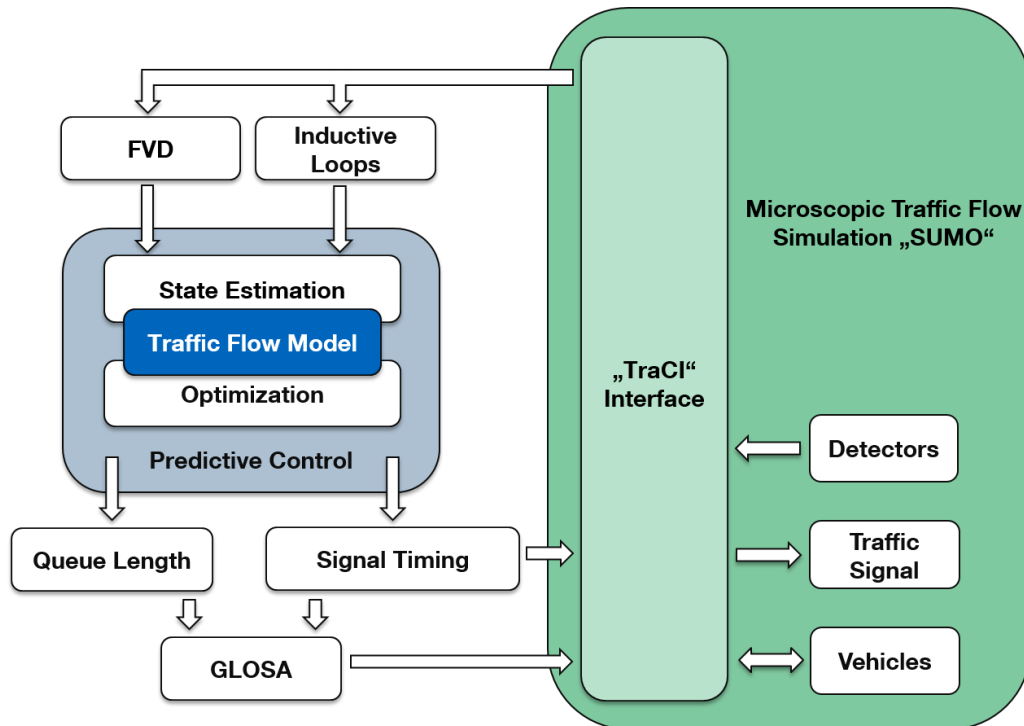 FVD
Inductive
Loops
Microscopic Traffic Flow
Simulation „SUMO“
State Estimation
Traffic Flow Model
Optimization
Predictive Control
„TraCI“
Interface
Detectors
Queue Length
Signal Timing
Traffic
Signal
GLOSA
Vehicles